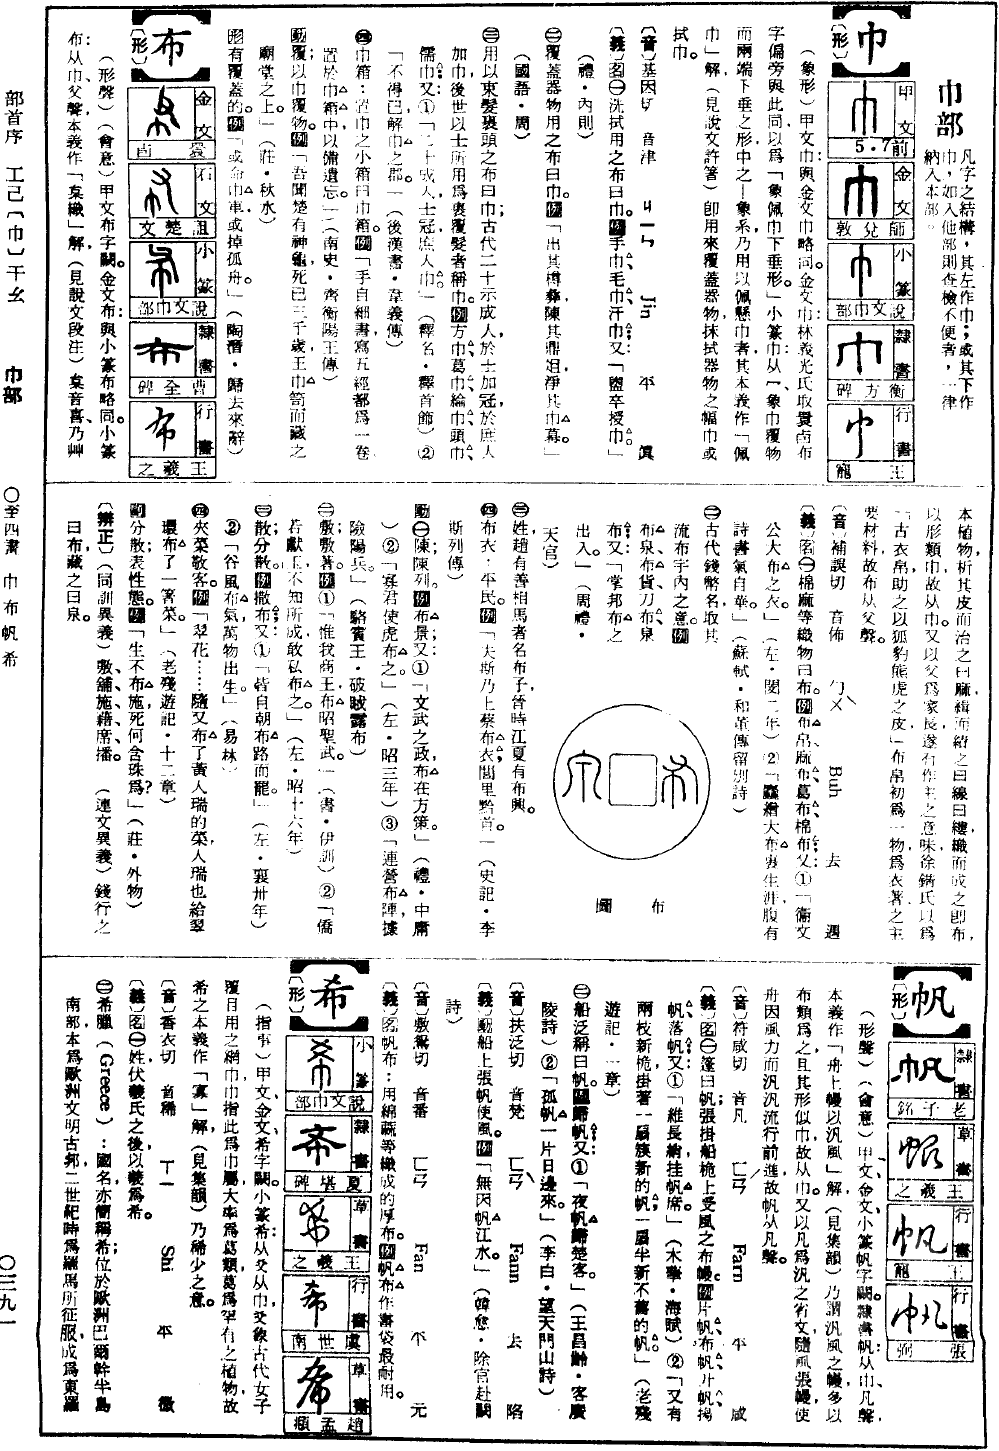 部首序　工己〔巾〕干幺
巾部
〇至四畫　巾布帆希
〇三九一
巾部
凡字之結構，其左作巾；或其下作
巾，如入他部則查檢不便者，一律
納入本部。
巾
〔形〕
甲文
前5.7
金文
師兌敦
小篆
說文巾部
隸書
衡方碑
行書
王寵
（象形）甲文巾：與金文巾略同。金文巾：林義光氏取㒼卣布
字偏旁與此同以爲「象佩巾下垂形。」小篆巾：从冂、象巾覆物
而兩端下垂之形中之丨象系乃用以佩懸巾者其本義作「佩
巾」解，（見說文許箸）卽用來覆蓋器物，抹拭器物之幅巾或
拭巾。
〔音〕基因切　音津　ㄐㄧㄣ　Jin　平　眞
〔義〕名㊀洗拭用之布曰巾。例手巾、毛巾、汗巾又：「盥卒授巾」。
（禮·內則）
㊁覆蓋器物用之布曰巾。例「出其樽彝，陳其鼎俎，淨其巾冪。」
（國語·周）
㊂用以束髮裹頭之布曰巾；古代二十示成人，於士加冠，於庶人
加巾，後世以士所用爲裹覆髮者稱巾。例方巾、葛巾、綸巾、頭巾、
儒巾又：①「二十成人，士冠，庶人巾。」（釋名·釋首飾）②
「不得已，解巾之郡。」（後漢書·韋義傳）
㊃巾箱：置巾之小箱曰巾箱。例「手自細書寫五經，都爲一卷，
置於巾箱中，以備遺忘。」（南史·齊衡陽王傳）
動覆以巾覆物。例「吾聞楚有神龜，死已三千歲，王巾笥而藏之
廟堂之上。」（莊·秋水）
形有覆蓋的。例「或命巾車，或掉孤舟。」（陶潛·歸去來辭）
布
〔形〕
金文
睘卣
石文
詛楚文
小篆
說文巾部
隸書
曹全碑
行書
王羲之
（形聲）（會意）甲文布字闕。金文布：與小篆布略同。小篆
布：从巾、父聲，本義作「枲織」解，（見說文段注）枲音喜，乃艸
本植物，析其皮而治之曰麻，緝而紡之曰線曰縷，織而成之卽布，
以形類巾，故从巾。又以父爲家長，遂有作主之意味，徐鍇氏以爲
「古衣帛，助之以狐豹熊虎之皮」布帛初爲一物，爲衣著之主
要材料，故布从父聲。
〔音〕補誤切　音佈　ㄅㄨˋ　Buh　去　遇
〔義〕名㊀棉麻等織物曰布。例布帛、麻布、葛布、棉布又：①「衞文
公大布之衣。」（左·閔二年）②「麤繒大布裹生涯，腹有
詩書氣自華。」（蘇軾·和董傳留別詩）
㊁古代錢幣名，取其
流布宇內之意。例
布泉、布貨、刀布、泉
布又：「掌邦布之
出入。」（周禮·
天官）
布圖
㊂姓，趙有善相馬者名布子，晉時江夏有布興。
㊃布衣：平民。例「夫斯乃上蔡布衣，閭里黔首。」（史記·李
斯列傳）
動㊀陳；陳列。例布景又：①「文武之政，布在方策。」（禮·中庸
）②「寡君使虎布之。」（左·昭三年）③「連營布陣，據
險陽兵。」（駱賓王·破賊露布）
㊁敷；敷著。例①「惟我商王，布昭聖武。」（書·伊訓）②「僑
若獻玉，不知所成，敢私布之。」（左·昭十六年）
㊂散；分散。例撒布又：①「皆自朝布路而罷。」（左·襄卅年）
②「谷風布氣，萬物出生。」（易林）
㊃夾菜敬客。例「翠花……隨又布了黃人瑞的菜，人瑞也給翠
環布了一箸菜。」（老殘遊記·十二章）
副分散；表性態。例「生不布施，死何含珠爲？」（莊·外物）
〔辨正〕（同訓異義）敷、舖、施、藉、席、播。　（連文異義）錢行之
曰布，藏之曰泉。
帆
〔形〕
隸書
老子銘
草書
王羲之
行書
王寵
行書
張弼
（形聲）（會意）甲文、金文、小篆帆字闕。隸書帆：从巾、凡聲，
本義作「舟上幔以汎風」解（見集韻）乃謂汎風之幔，多以
布類爲之，且其形似巾，故从巾。又以凡爲汎之省文，隨風張幔使
舟因風力而汎汎流行前進，故帆从凡聲。
〔音〕符咸切　音凡　ㄈㄢˊ　Farn　平　咸
〔義〕名㊀篷曰帆；張掛船桅上受風之布幔。例片帆、布帆、片帆、揚
帆、落帆又：①「維長綃，挂帆席。」（木華·海賦）②「又有
兩枝新桅，掛著一扇簇新的帆，一扇半新不舊的帆。」（老殘
遊記·一章）
㊁船泛稱曰帆。例歸帆又：①「夜帆歸楚客。」（王昌齡·客廣
陵詩）②「孤帆一片日邊來。」（李白·望天門山詩）
〔音〕扶泛切　音梵　ㄈㄢˋ　Fann　去　陷
〔義〕動船上張帆使風。例「無因帆江水。」（韓愈·除官赴闕
詩）
〔音〕敷鴛切　音番　ㄈㄢ　Fan　平　元
〔義〕名帆布：用綿蔴等織成的厚布。例帆布作書袋最耐用。
希
〔形〕
小篆
說文巾部
隸書
夏堪碑
草書
王羲之
行書
虞世南
草書
趙孟頫
（指事）甲文、金文希字闕。小篆希：从爻从巾，爻象古代女子
覆目用之綃巾，巾指此爲巾屬，大率爲葛類，葛爲罕有之植物，故
希之本義作「寡」解，（見集韻）乃稀少之意。
〔音〕香衣切　音稀　ㄒㄧ　Shi　平　微
〔義〕名㊀姓，伏羲氏之後，以羲爲希。
㊁希臘（Greece）：國名，亦簡稱希；位於歐洲巴爾幹半島
南部，本爲歐洲文明古邦，二世紀時爲羅馬所征服，成爲東羅